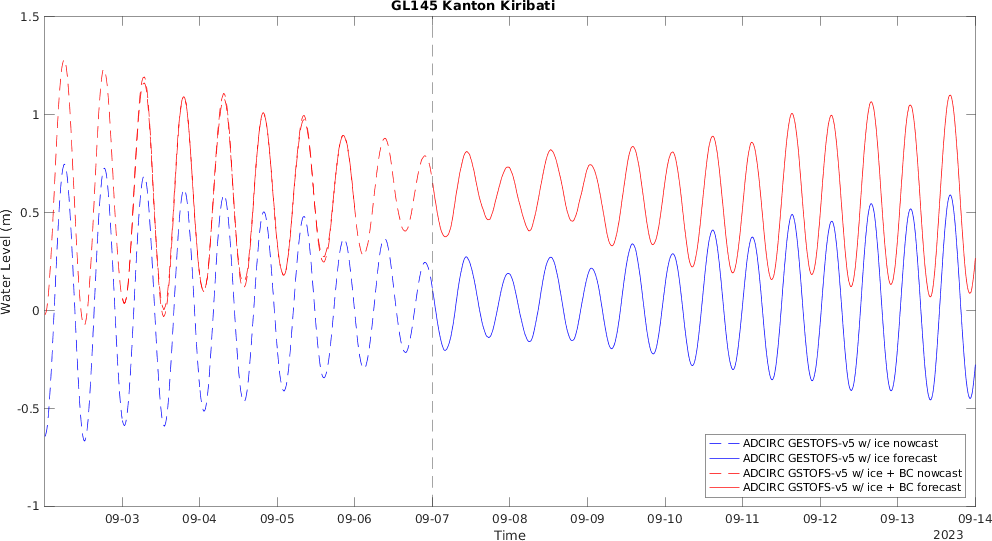 GL145 Kanton Kiribati
1.5
1
0.5
0
-0.5
-1
Water Level (m)
ADCIRC GESTOFS-v5 w/ ice nowcast
ADCIRC GESTOFS-v5 w/ ice forecast
ADCIRC GSTOFS-v5 w/ ice + BC nowcast
ADCIRC GSTOFS-v5 w/ ice + BC forecast
09-03 09-04 09-05 09-06 09-07 09-08 09-09 09-10 09-11 09-12 09-13 09-14
Time
2023